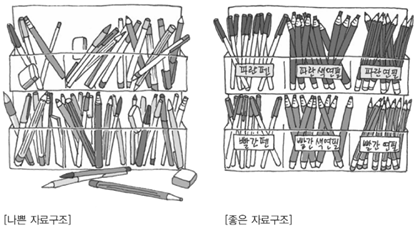 파란 펜 파란 색연필 파란 연필
빨간 펜 빨간 색연필 빨간 연필
[나쁜 자료구조] [좋은 자료구조]